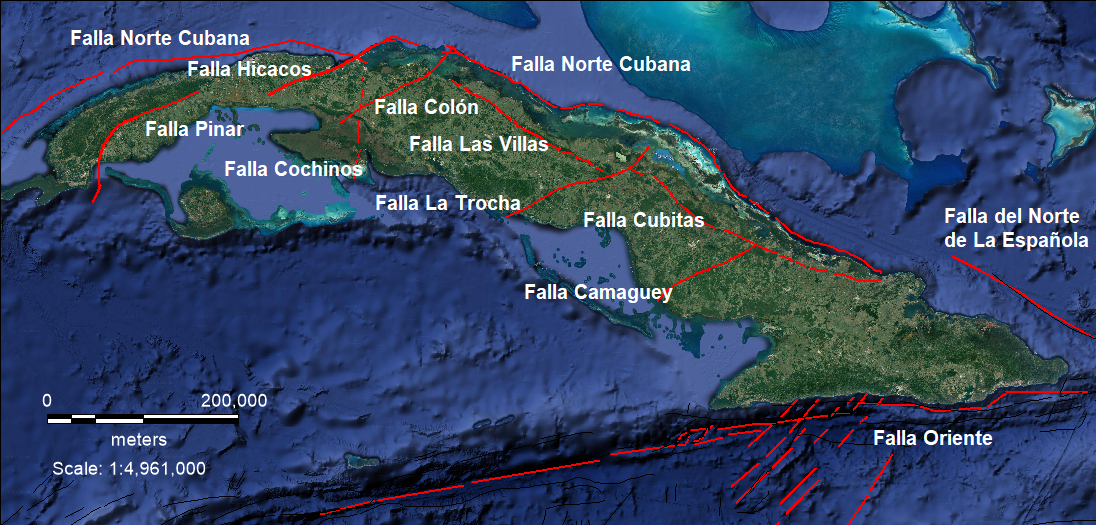 Falla Norte Cubana
Falla Hicacos
Falla Norte Cubana
Falla Colón
Falla Pinar
Falla Las Villas
Falla Cochinos
Falla La Trocha
Falla Cubitas
Falla del Norte
de La Española
Falla Camaguey
0 200,000
meters
Scale: 1:4,961,000
Falla Oriente